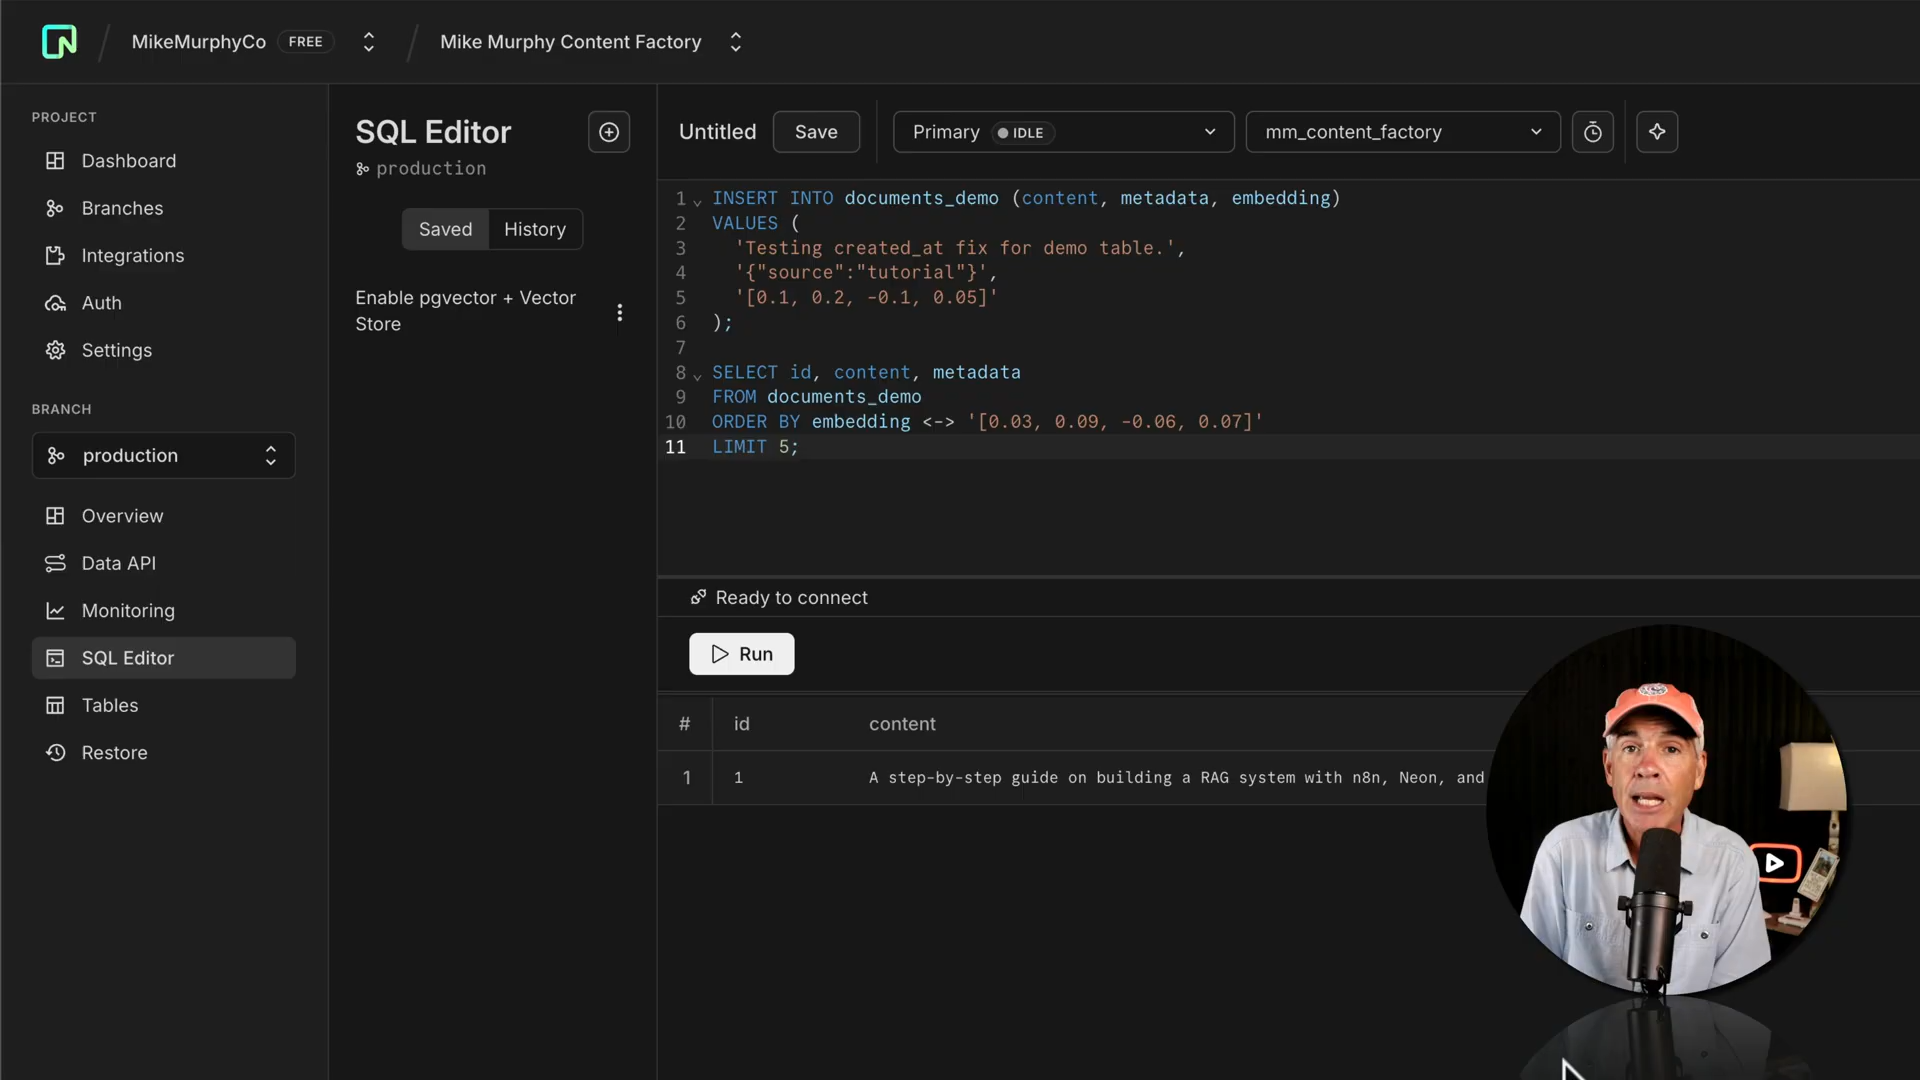 MikeMurphyCo FREE
Mike Murphy Content Factory
PROJECT
Dashboard
Branches
Integrations
Auth
Settings
BRANCH
production
Overview
Data API
Monitoring
SQL Editor
Tables
Restore
SQL Editor
production
Saved History
Enable pgvector + Vector
Store
Untitled Save Primary IDLE mm_content_factory
1 INSERT INTO documents_demo (content, metadata, embedding)
2 VALUES (
3 'Testing created_at fix for demo table.',
4 '{"source":"tutorial"}',
5 '[0.1, 0.2, -0.1, 0.05]'
6 );
7
8 SELECT id, content, metadata
9 FROM documents_demo
10 ORDER BY embedding <-> '[0.03, 0.09, -0.06, 0.07]'
11 LIMIT 5;
Ready to connect
Run
# id content
1 1 A step-by-step guide on building a RAG system with n8n, Neon, and